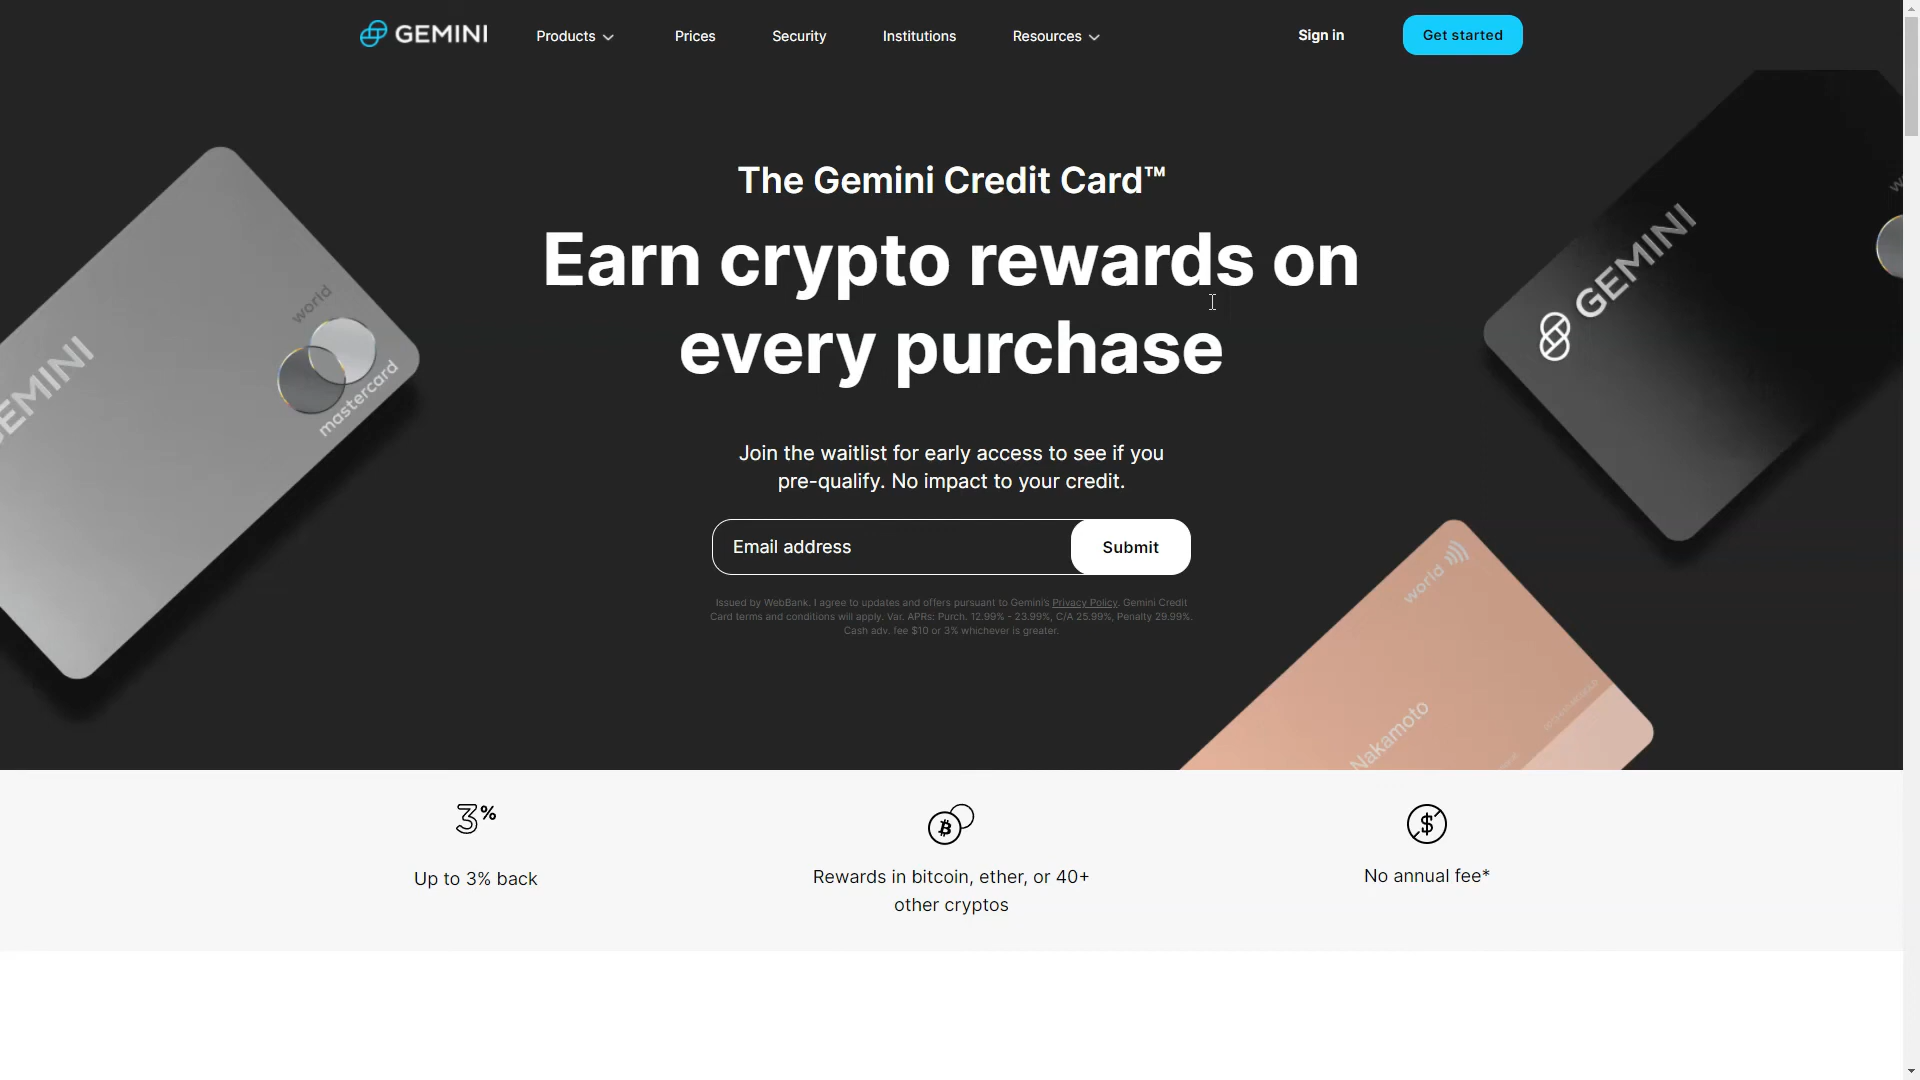 GEMINI
Products
Prices
Security
Institutions
Resources
Sign in
Get started
The Gemini Credit Card™
Earn crypto rewards on
every purchase
Join the waitlist for early access to see if you
pre-qualify. No impact to your credit.
Email address
Submit
Issued by WebBank. I agree to updates and offers pursuant to Gemini's Privacy Policy. Gemini Credit
Card terms and conditions will apply. Var. APRs: Purch. 12.99% - 23.99%, C/A 25.99%, Penalty 29.99%.
Cash adv. fee $10 or 3% whichever is greater.
EMINI
world
mastercard
GEMINI
world
Nakamoto
3%
Up to 3% back
Rewards in bitcoin, ether, or 40+
other cryptos
No annual fee*